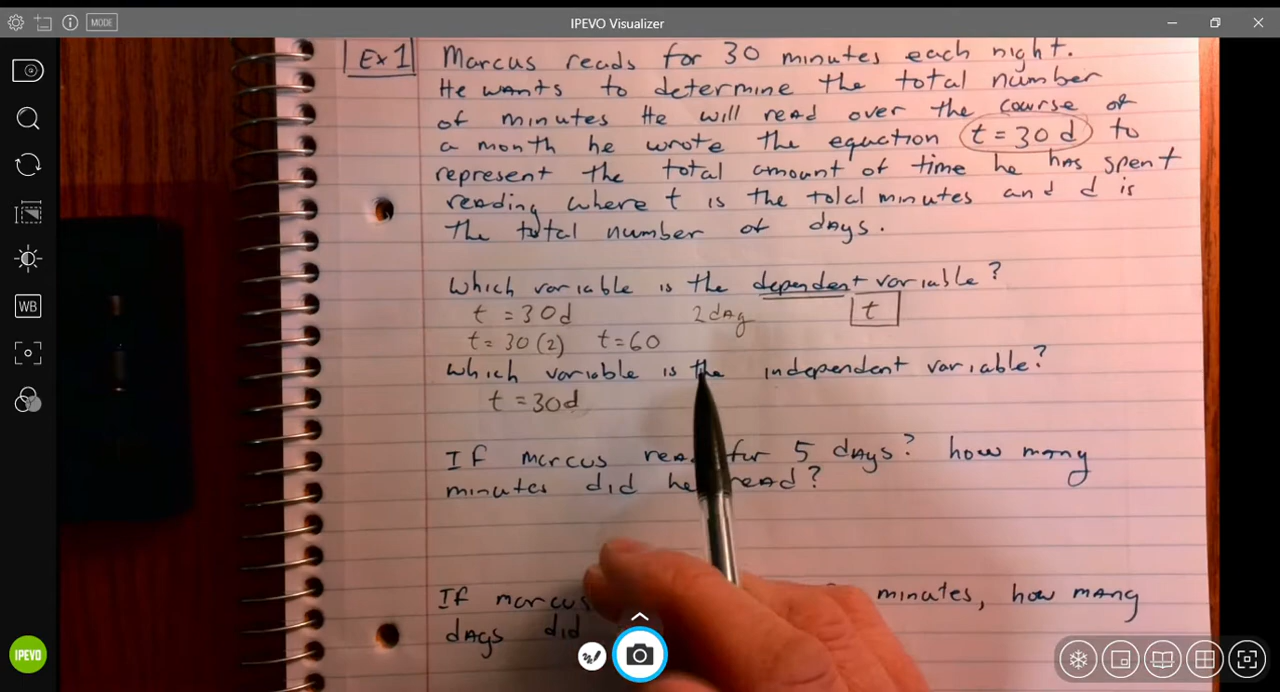 MODE
IPEVO Visualizer
Ex 1
Marcus reads for 30 minutes each night.
He wants to determine the total number
of minutes He will read over the course of
a month he wrote the equation t = 30 d to
represent the total amount of time he has spent
reading where t is the total minutes and d is
the total number of days.
Which variable is the dependent variable?
t = 30d 2 day t
t = 30 (2) t = 60
Which variable is the independent variable?
t = 30d
If marcus read for 5 days? how many
minutes did he read?
If marcus minutes, how many
days did
WB
IPEVO